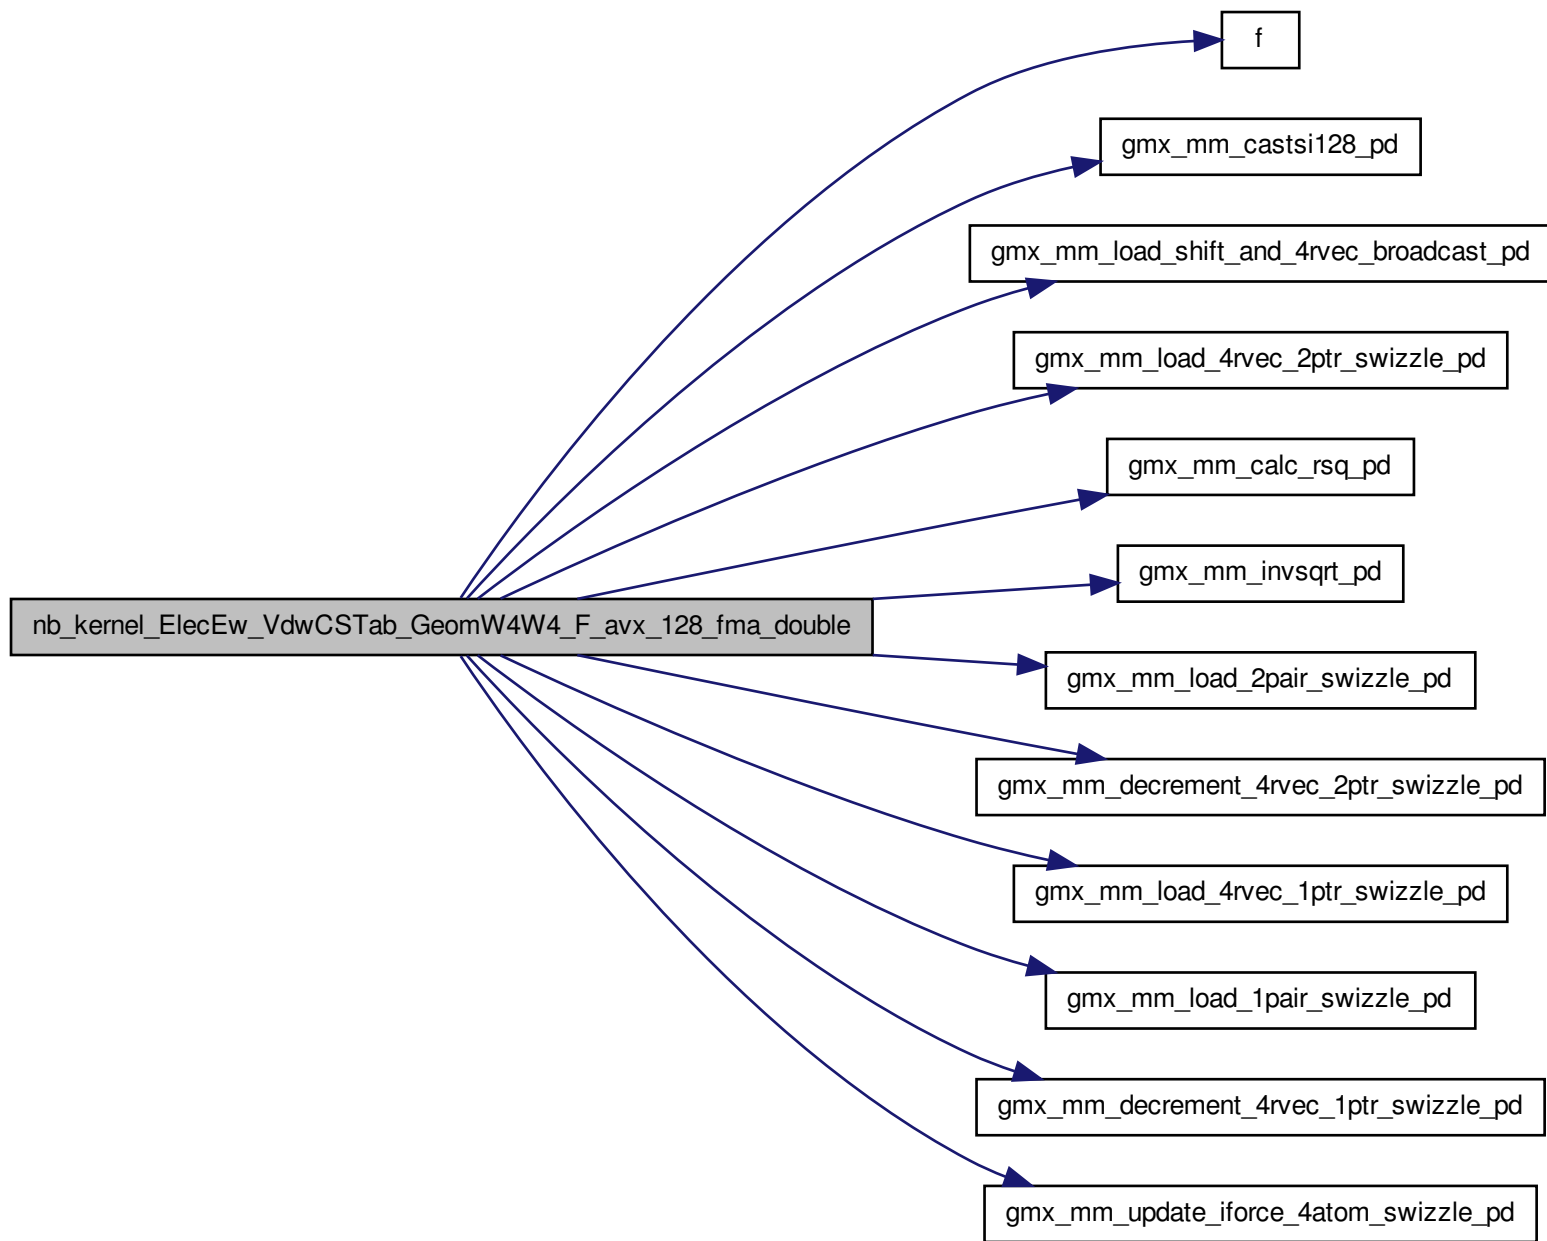 f
gmx_mm_castsi128_pd
gmx_mm_load_shift_and_4rvec_broadcast_pd
gmx_mm_load_4rvec_2ptr_swizzle_pd
gmx_mm_calc_rsq_pd
gmx_mm_invsqrt_pd
nb_kernel_ElecEw_VdwCSTab_GeomW4W4_F_avx_128_fma_double
gmx_mm_load_2pair_swizzle_pd
gmx_mm_decrement_4rvec_2ptr_swizzle_pd
gmx_mm_load_4rvec_1ptr_swizzle_pd
gmx_mm_load_1pair_swizzle_pd
gmx_mm_decrement_4rvec_1ptr_swizzle_pd
gmx_mm_update_iforce_4atom_swizzle_pd